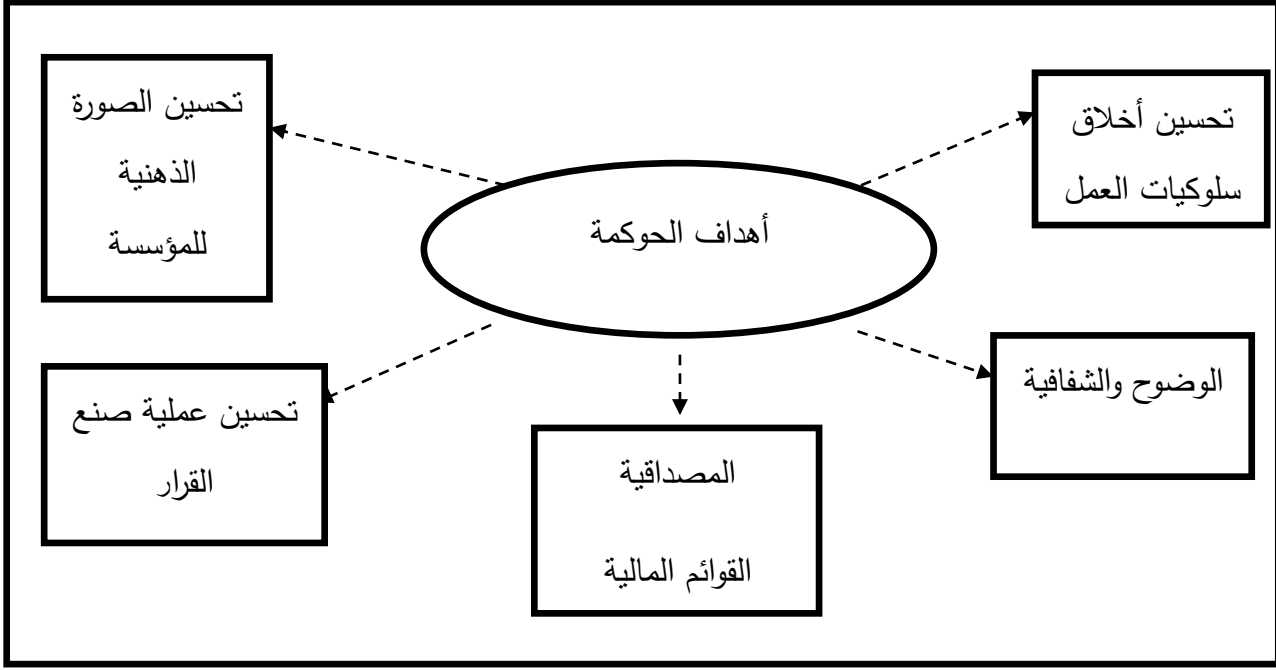 أهداف الحوكمة
تحسين أخلاق
سلوكيات العمل
الوضوح والشفافية
المصداقية
القوائم المالية
تحسين عملية صنع
القرار
تحسين الصورة
الذهنية
للمؤسسة